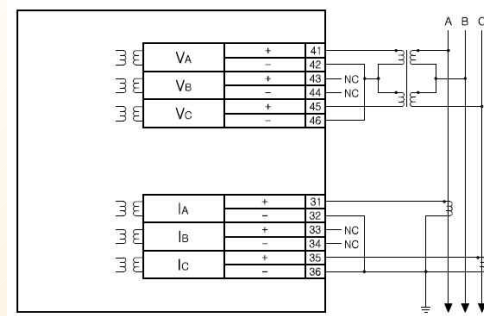 A B C
VA + 41
− 42
VB + 43 NC
− 44 NC
VC + 45
− 46
IA + 31
− 32
IB + 33 NC
− 34 NC
IC + 35
− 36